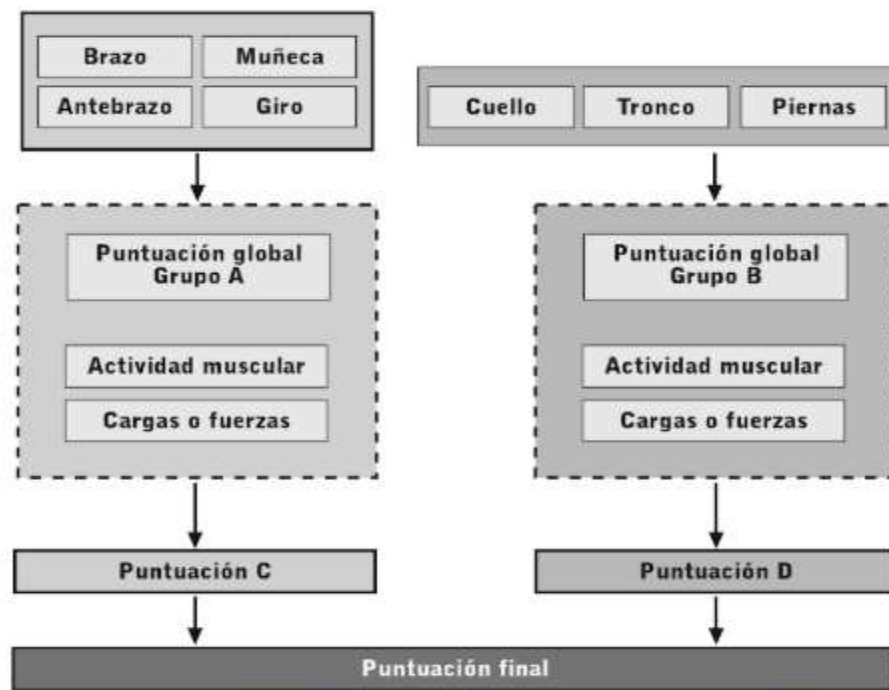 Brazo
Muñeca
Antebrazo
Giro
Cuello
Tronco
Piernas
Puntuación global
Grupo A
Actividad muscular
Cargas o fuerzas
Puntuación global
Grupo B
Actividad muscular
Cargas o fuerzas
Puntuación C
Puntuación D
Puntuación final